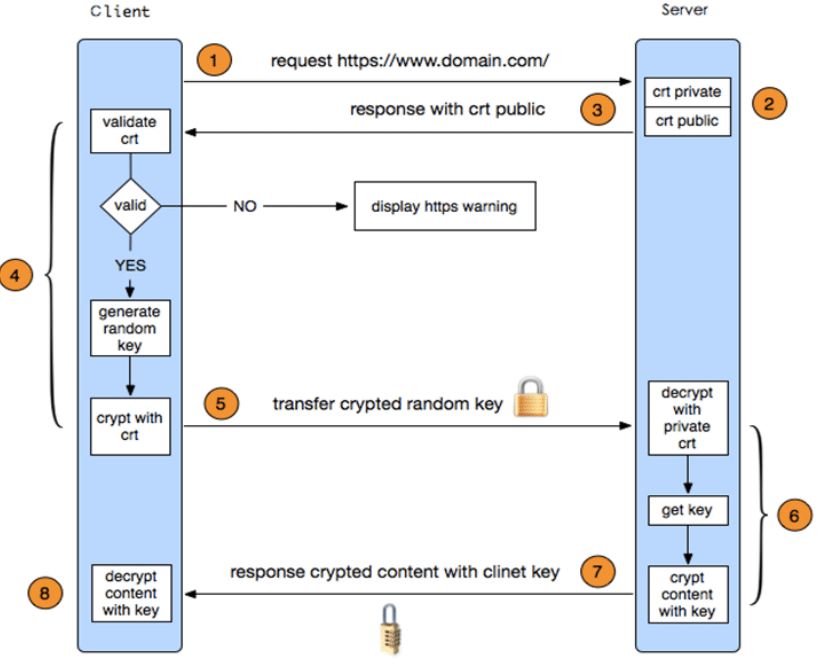 Client
Server
1
request https://www.domain.com/
crt private
2
response with crt public
3
crt public
validate
crt
valid
NO
display https warning
YES
4
generate
random
key
5
transfer crypted random key
decrypt
with
private
crt
crypt with
crt
get key
6
response crypted content with clinet key
7
8
decrypt
content
with key
crypt
content
with key